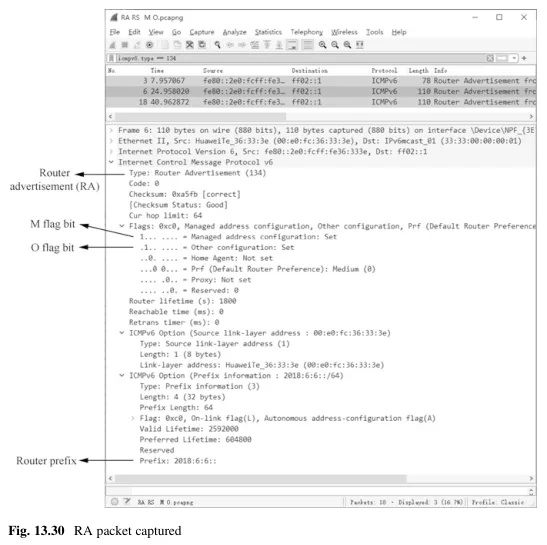 RA RS M O.pcapng
File Edit View Go Capture Analyze Statistics Telephony Wireless Tools Help
icmpv6.type == 134
No. Time Source Destination Protocol Length Info
3 7.957067 fe80::2e0:fcff:fe3… ff02::1 ICMPv6 78 Router Advertisement fro
6 24.958020 fe80::2e0:fcff:fe3… ff02::1 ICMPv6 110 Router Advertisement fro
18 40.962872 fe80::2e0:fcff:fe3… ff02::1 ICMPv6 110 Router Advertisement fro
Frame 6: 110 bytes on wire (880 bits), 110 bytes captured (880 bits) on interface \Device\NPF_{3E
Ethernet II, Src: HuaweiTe_36:33:3e (00:e0:fc:36:33:3e), Dst: IPv6mcast_01 (33:33:00:00:00:01)
Internet Protocol Version 6, Src: fe80::2e0:fcff:fe36:333e, Dst: ff02::1
Internet Control Message Protocol v6
Router advertisement (RA)
Type: Router Advertisement (134)
Code: 0
Checksum: 0xa5fb [correct]
[Checksum Status: Good]
Cur hop limit: 64
Flags: 0xc0, Managed address configuration, Other configuration, Prf (Default Router Preference
M flag bit
1... .... = Managed address configuration: Set
O flag bit
.1.. .... = Other configuration: Set
..0. .... = Home Agent: Not set
...0 0... = Prf (Default Router Preference): Medium (0)
.... .0.. = Proxy: Not set
.... ..0. = Reserved: 0
Router lifetime (s): 1800
Reachable time (ms): 0
Retrans timer (ms): 0
ICMPv6 Option (Source link-layer address : 00:e0:fc:36:33:3e)
Type: Source link-layer address (1)
Length: 1 (8 bytes)
Link-layer address: HuaweiTe_36:33:3e (00:e0:fc:36:33:3e)
ICMPv6 Option (Prefix information : 2018:6:6::/64)
Type: Prefix information (3)
Length: 4 (32 bytes)
Prefix Length: 64
Flag: 0xc0, On-link flag(L), Autonomous address-configuration flag(A)
Valid Lifetime: 2592000
Preferred Lifetime: 604800
Reserved
Router prefix
Prefix: 2018:6:6::
RA RS M O.pcapng Packets: 18 · Displayed: 3 (16.7%) Profile: Classic
Fig. 13.30 RA packet captured